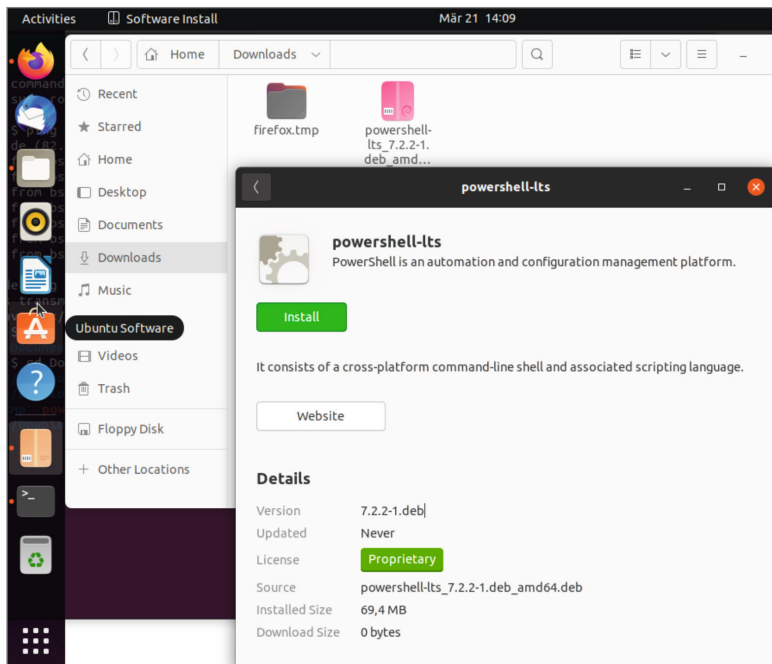 Activities
Software Install
Mär 21 14:09
Home
Downloads
Recent
Starred
Home
Desktop
Documents
Downloads
Music
Ubuntu Software
Videos
Trash
Floppy Disk
Other Locations
firefox.tmp
powershell-
lts_7.2.2-1.
deb_amd...
powershell-lts
powershell-lts
PowerShell is an automation and configuration management platform.
Install
It consists of a cross-platform command-line shell and associated scripting language.
Website
Details
Version 7.2.2-1.deb
Updated Never
License Proprietary
Source powershell-lts_7.2.2-1.deb_amd64.deb
Installed Size 69,4 MB
Download Size 0 bytes